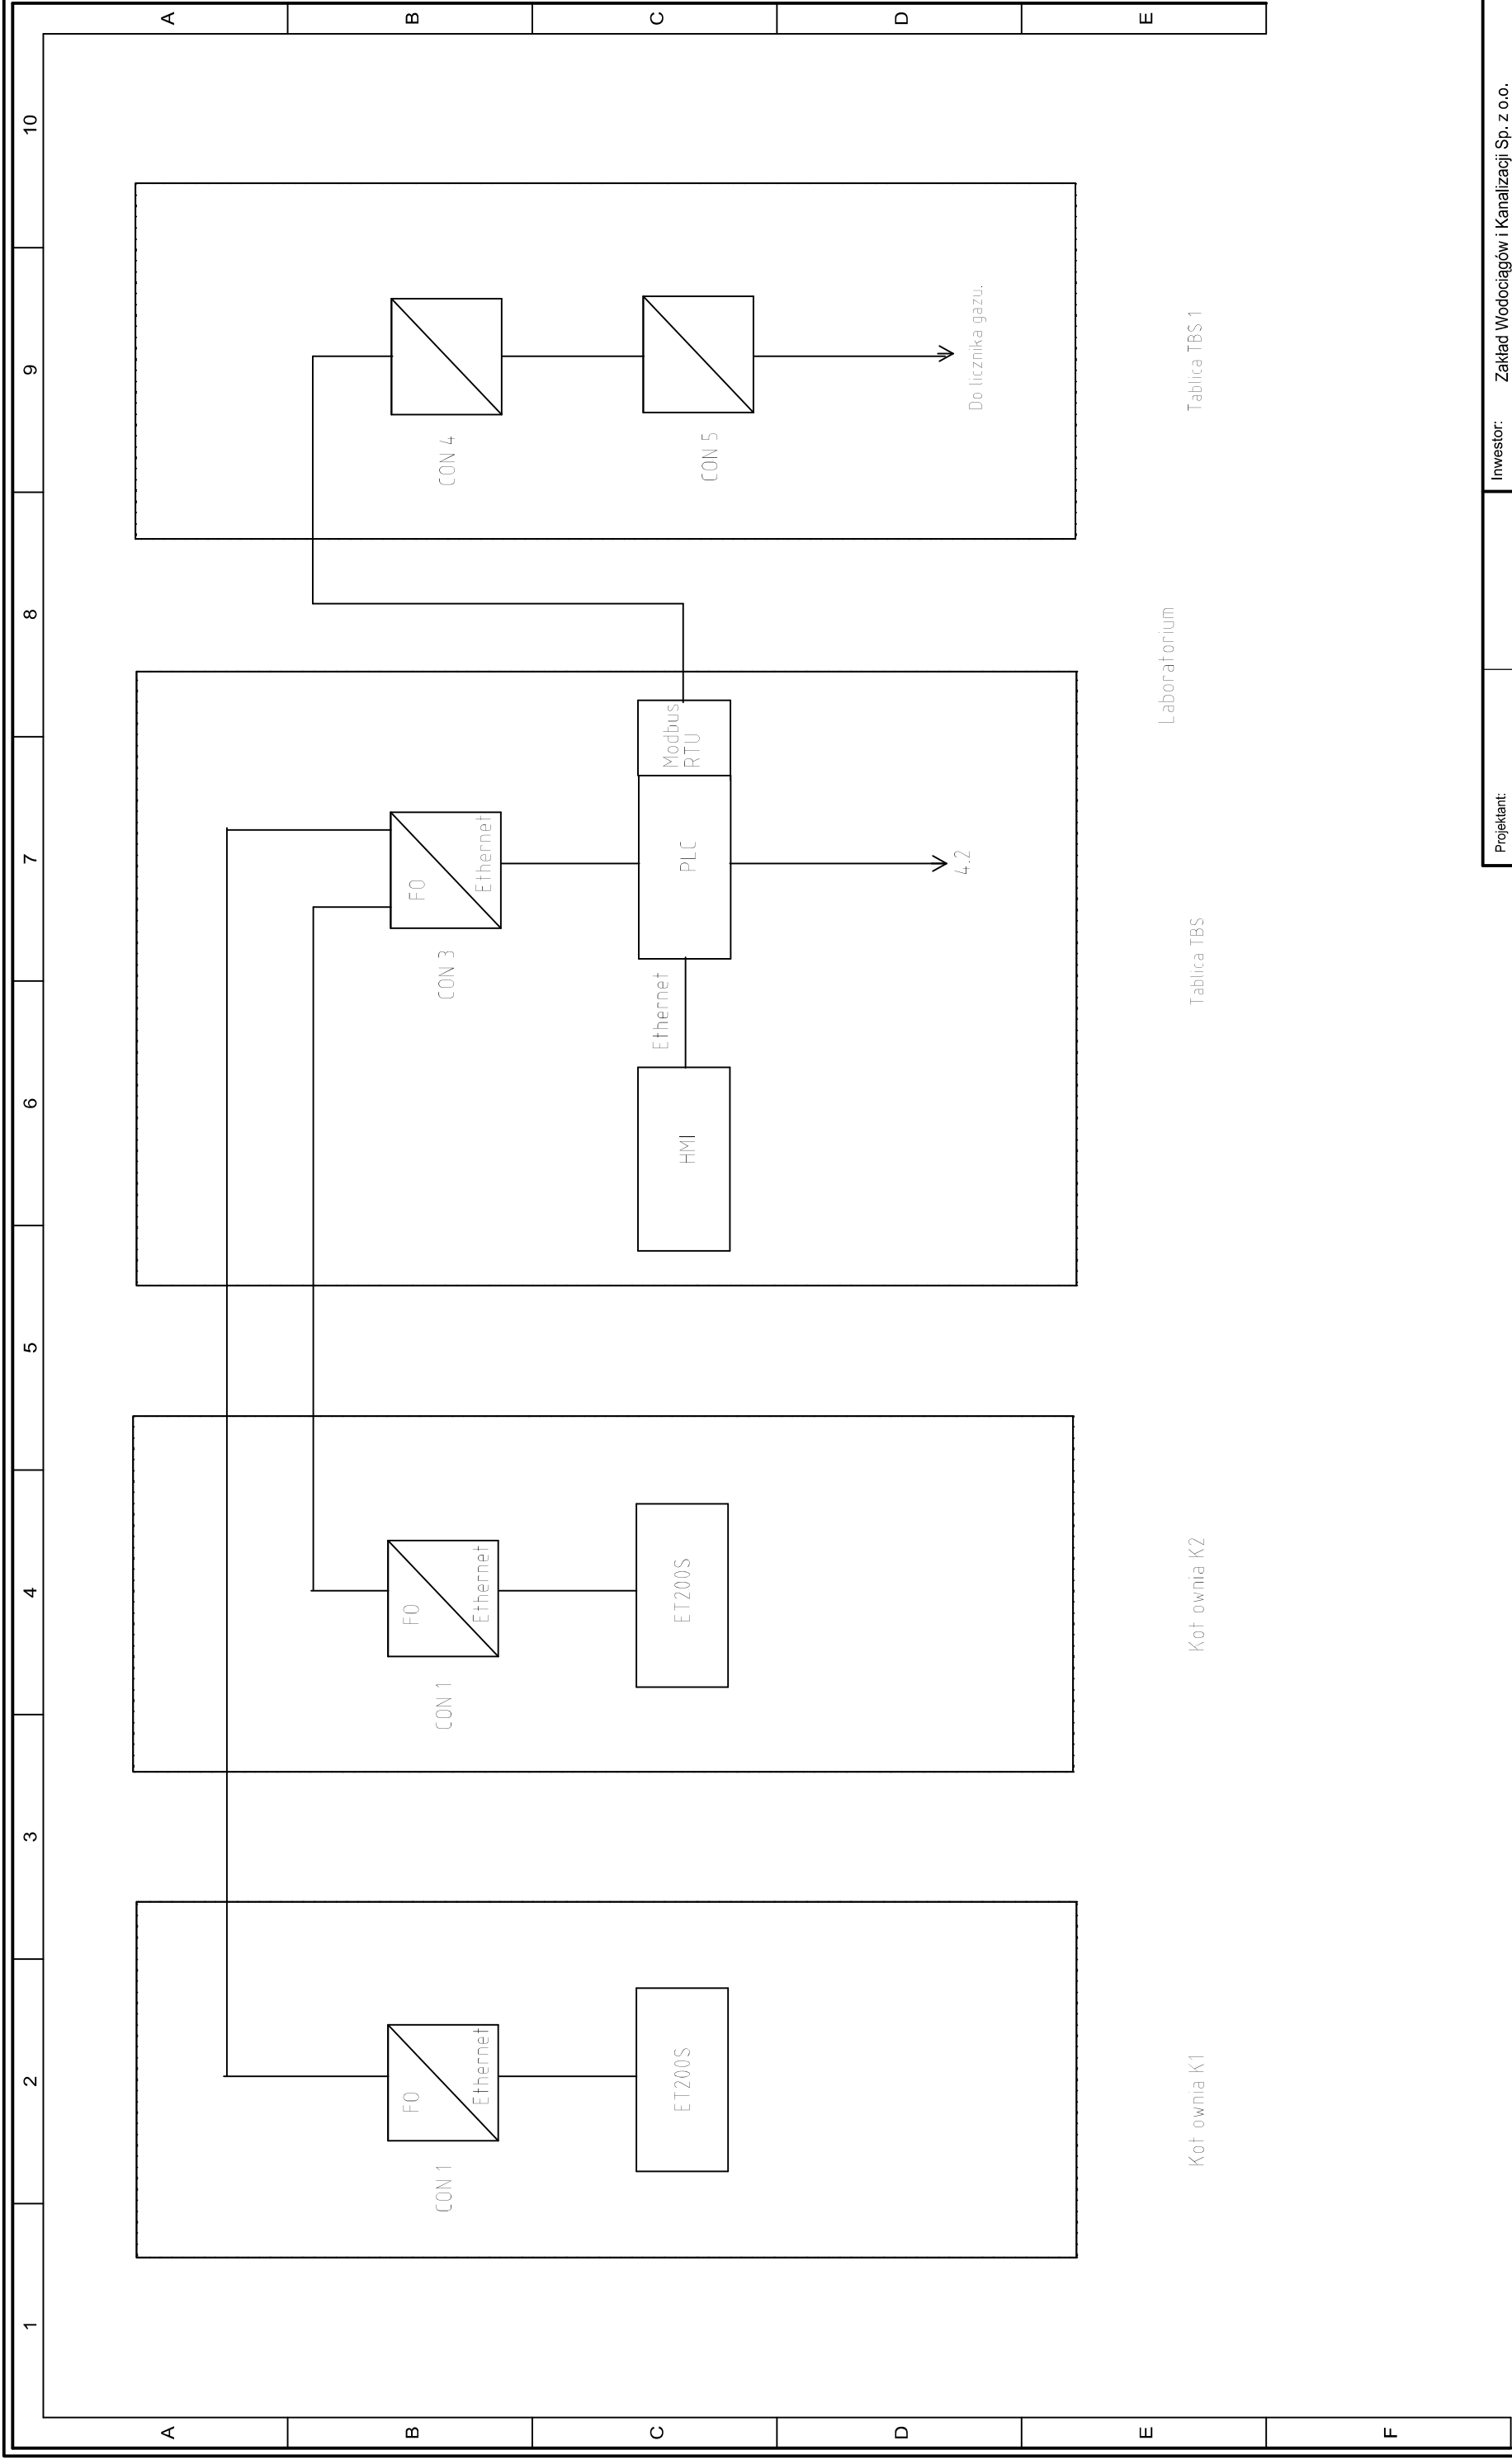 1 2 3 4 5 6 7 8 9 10
A
A
B
B
C
C
D
D
E
E
F
FO
Ethernet
CON 1
ET200S
Kotłownia K1
FO
Ethernet
CON 1
ET200S
Kotłownia K2
FO
Ethernet
CON 3
HMI
Ethernet
PLC
Modbus
RTU
4.2
Tablica TBS
Laboratorium
CON 4
CON 5
Do licznika gazu.
Tablica TBS 1
Projektant:
Inwestor:
Zakład Wodociągów i Kanalizacji Sp. z o.o.